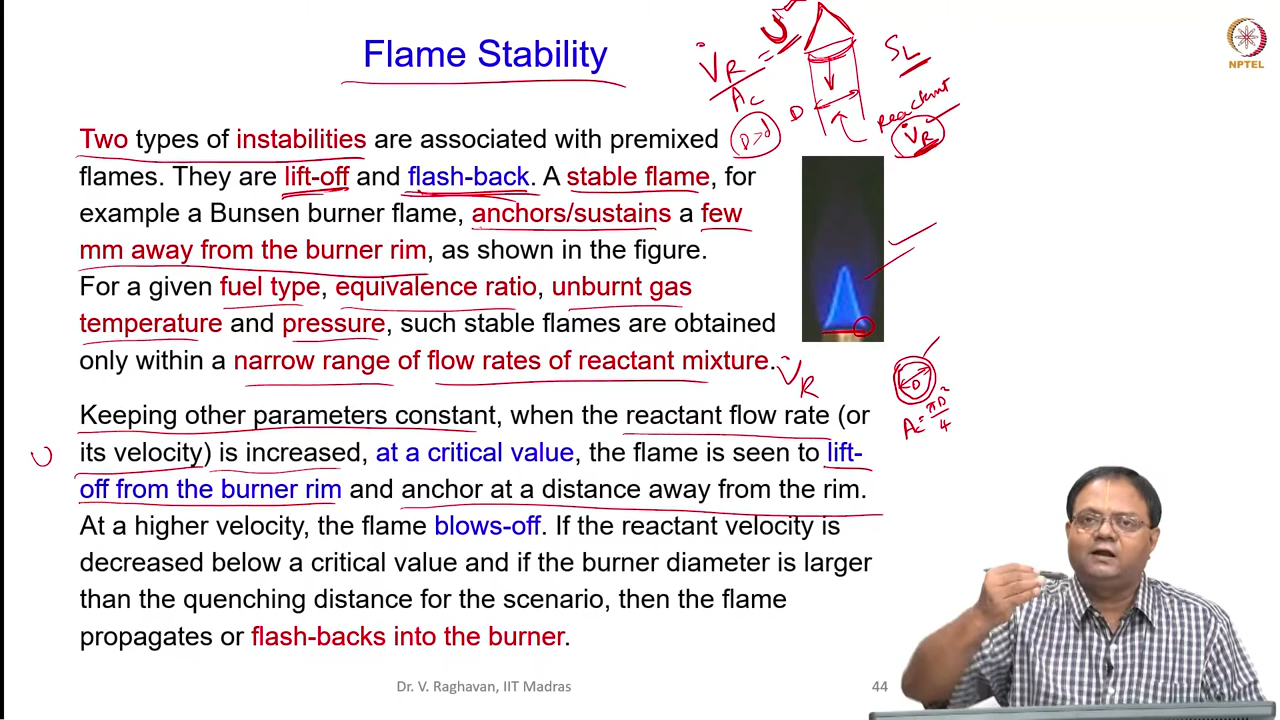 Flame Stability
V̇R
Ac
= U
SL
Reactant
V̇R
D
D>d
NPTEL
Two types of instabilities are associated with premixed
flames. They are lift-off and flash-back. A stable flame, for
example a Bunsen burner flame, anchors/sustains a few
mm away from the burner rim, as shown in the figure.
For a given fuel type, equivalence ratio, unburnt gas
temperature and pressure, such stable flames are obtained
only within a narrow range of flow rates of reactant mixture.
V̇R
D
Ac = πD²/4
Keeping other parameters constant, when the reactant flow rate (or
U
its velocity) is increased, at a critical value, the flame is seen to lift-
off from the burner rim and anchor at a distance away from the rim.
At a higher velocity, the flame blows-off. If the reactant velocity is
decreased below a critical value and if the burner diameter is larger
than the quenching distance for the scenario, then the flame
propagates or flash-backs into the burner.
Dr. V. Raghavan, IIT Madras
44